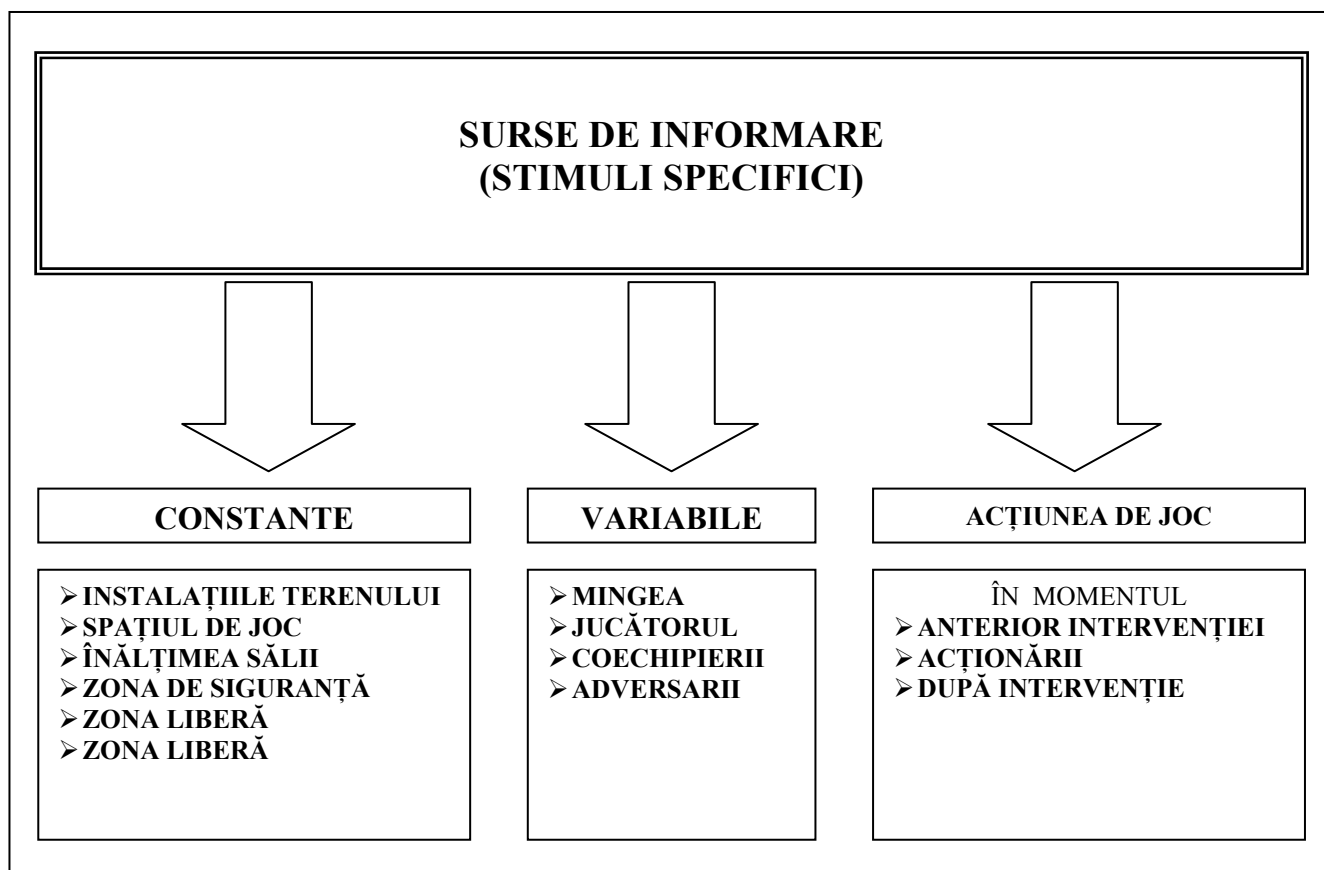 SURSE DE INFORMARE
(STIMULI SPECIFICI)
CONSTANTE
➢INSTALAȚIILE TERENULUI
➢SPAȚIUL DE JOC
➢ÎNĂLȚIMEA SĂLII
➢ZONA DE SIGURANȚĂ
➢ZONA LIBERĂ
➢ZONA LIBERĂ
VARIABILE
➢MINGEA
➢JUCĂTORUL
➢COECHIPIERII
➢ADVERSARII
ACȚIUNEA DE JOC
ÎN MOMENTUL
➢ANTERIOR INTERVENȚIEI
➢ACȚIONĂRII
➢DUPĂ INTERVENȚIE